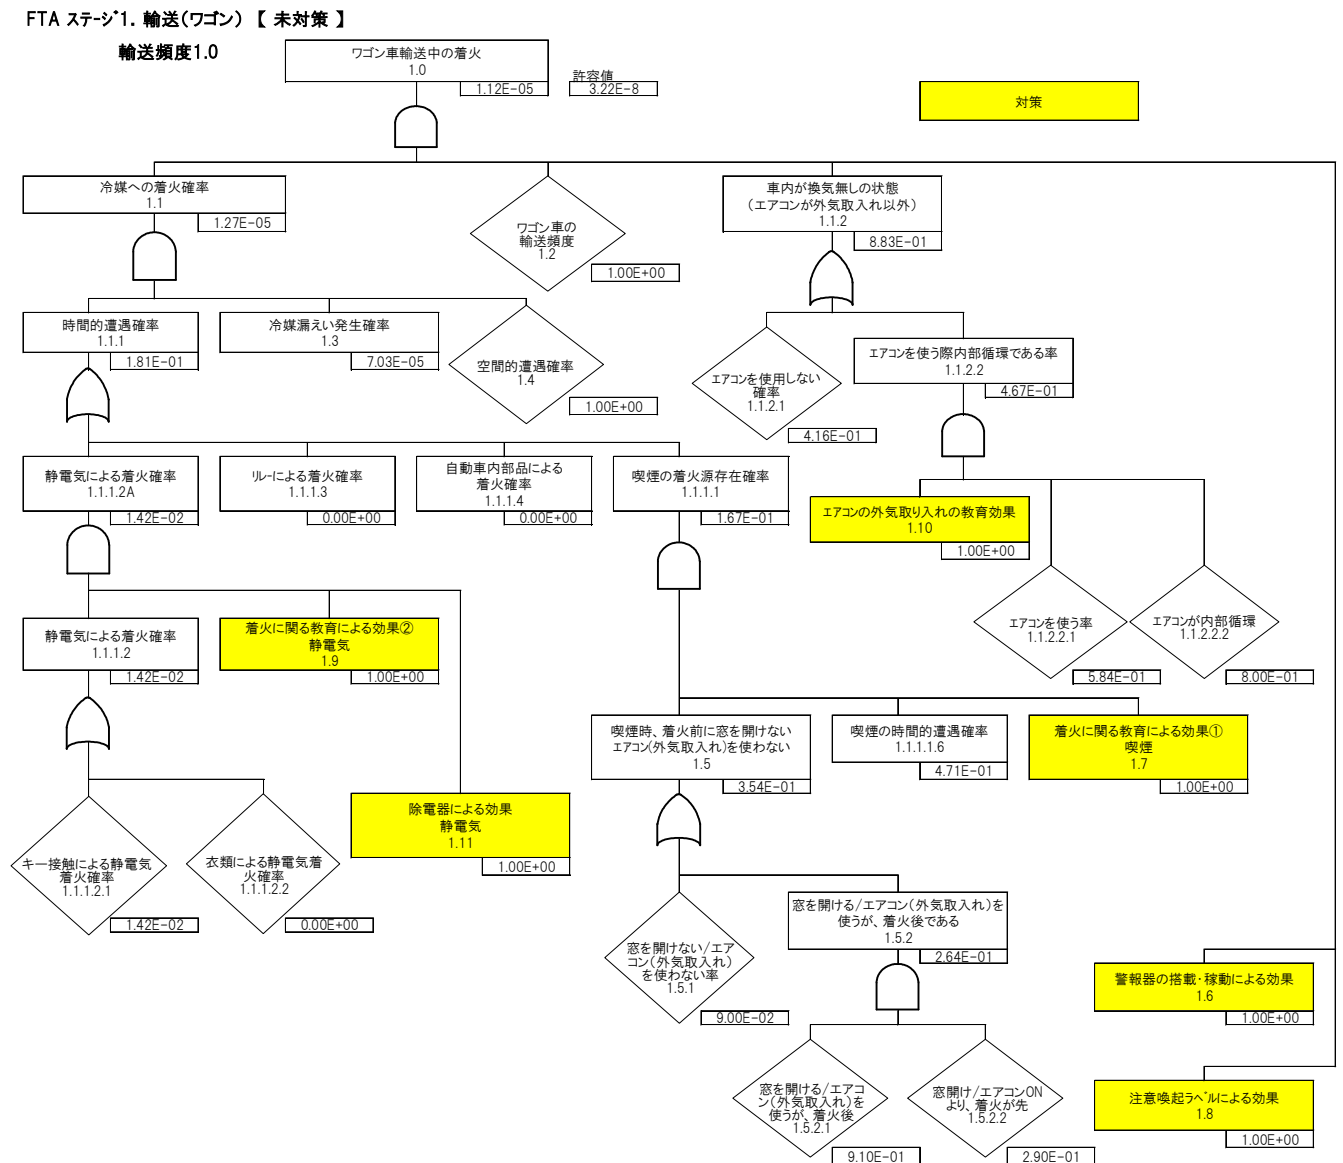 FTA ステージ1. 輸送(ワゴン) 【 未対策 】
輸送頻度1.0
ワゴン車輸送中の着火
1.0
1.12E-05
許容値
3.22E-8
対策
冷媒への着火確率
1.1
1.27E-05
ワゴン車の
輸送頻度
1.2
1.00E+00
車内が換気無しの状態
(エアコンが外気取入れ以外)
1.1.2
8.83E-01
時間的遭遇確率
1.1.1
1.81E-01
冷媒漏えい発生確率
1.3
7.03E-05
空間的遭遇確率
1.4
1.00E+00
エアコンを使用しない
確率
1.1.2.1
4.16E-01
エアコンを使う際内部循環である率
1.1.2.2
4.67E-01
静電気による着火確率
1.1.1.2A
1.42E-02
リレーによる着火確率
1.1.1.3
0.00E+00
自動車内部品による
着火確率
1.1.1.4
0.00E+00
喫煙の着火源存在確率
1.1.1.1
1.67E-01
エアコンの外気取り入れの教育効果
1.10
1.00E+00
エアコンを使う率
1.1.2.2.1
5.84E-01
エアコンが内部循環
1.1.2.2.2
8.00E-01
静電気による着火確率
1.1.1.2
1.42E-02
着火に関る教育による効果②
静電気
1.9
1.00E+00
喫煙時、着火前に窓を開けない
エアコン(外気取入れ)を使わない
1.5
3.54E-01
喫煙の時間的遭遇確率
1.1.1.1.6
4.71E-01
着火に関る教育による効果①
喫煙
1.7
1.00E+00
キー接触による静電気
着火確率
1.1.1.2.1
1.42E-02
衣類による静電気着
火確率
1.1.1.2.2
0.00E+00
除電器による効果
静電気
1.11
1.00E+00
窓を開けない/エア
コン(外気取入れ)
を使わない率
1.5.1
9.00E-02
窓を開ける/エアコン(外気取入れ)を
使うが、着火後である
1.5.2
2.64E-01
警報器の搭載・稼動による効果
1.6
1.00E+00
窓を開ける/エアコ
ン(外気取入れ)を
使うが、着火後
1.5.2.1
9.10E-01
窓開け/エアコンON
より、着火が先
1.5.2.2
2.90E-01
注意喚起ラベルによる効果
1.8
1.00E+00